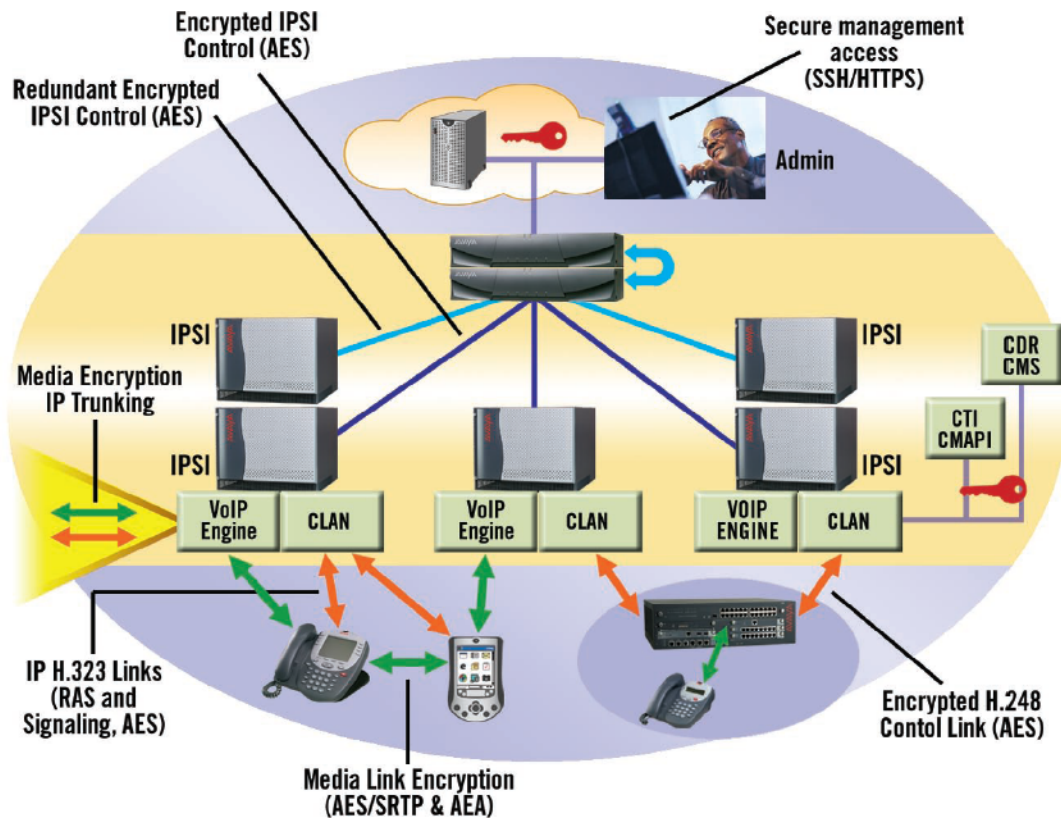 Encrypted IPSI
Control (AES)
Secure management
access
(SSH/HTTPS)
Redundant Encrypted
IPSI Control (AES)
Admin
AVAYA
AVAYA
IPSI
IPSI
CDR
CMS
Media Encryption
IP Trunking
CTI
CMAPI
IPSI
IPSI
VoIP
Engine
CLAN
VoIP
Engine
CLAN
VOIP
ENGINE
CLAN
IP H.323 Links
(RAS and
Signaling, AES)
Encrypted H.248
Contol Link (AES)
Media Link Encryption
(AES/SRTP & AEA)